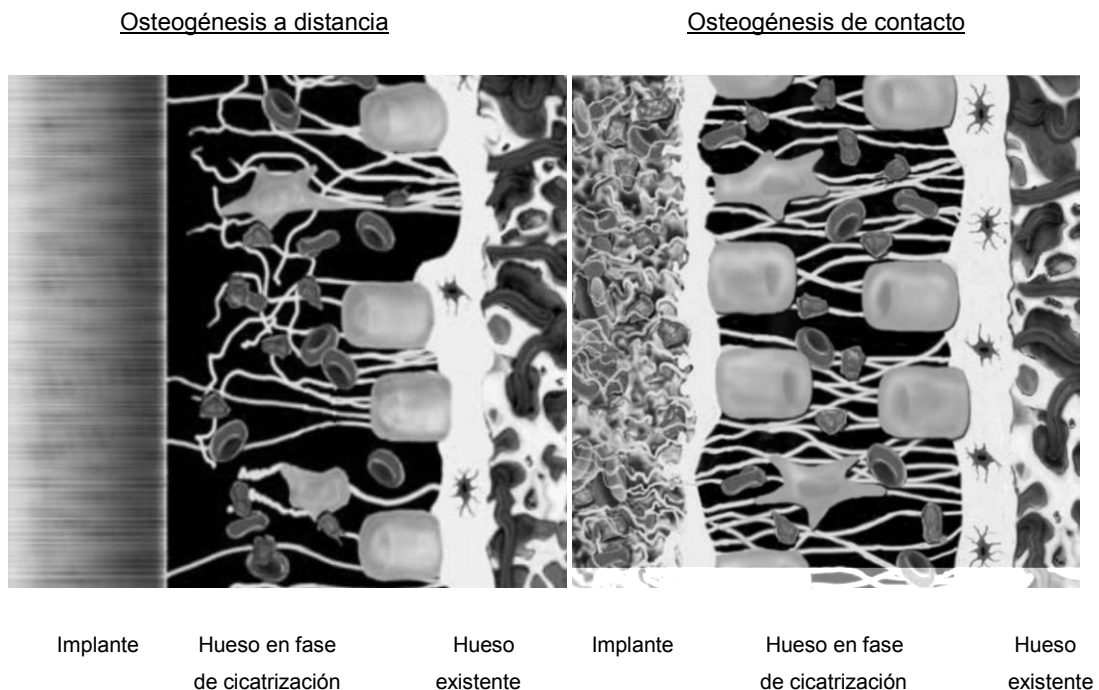 Osteogénesis a distancia
Osteogénesis de contacto
Implante
Hueso en fase
de cicatrización
Hueso
existente
Implante
Hueso en fase
de cicatrización
Hueso
existente